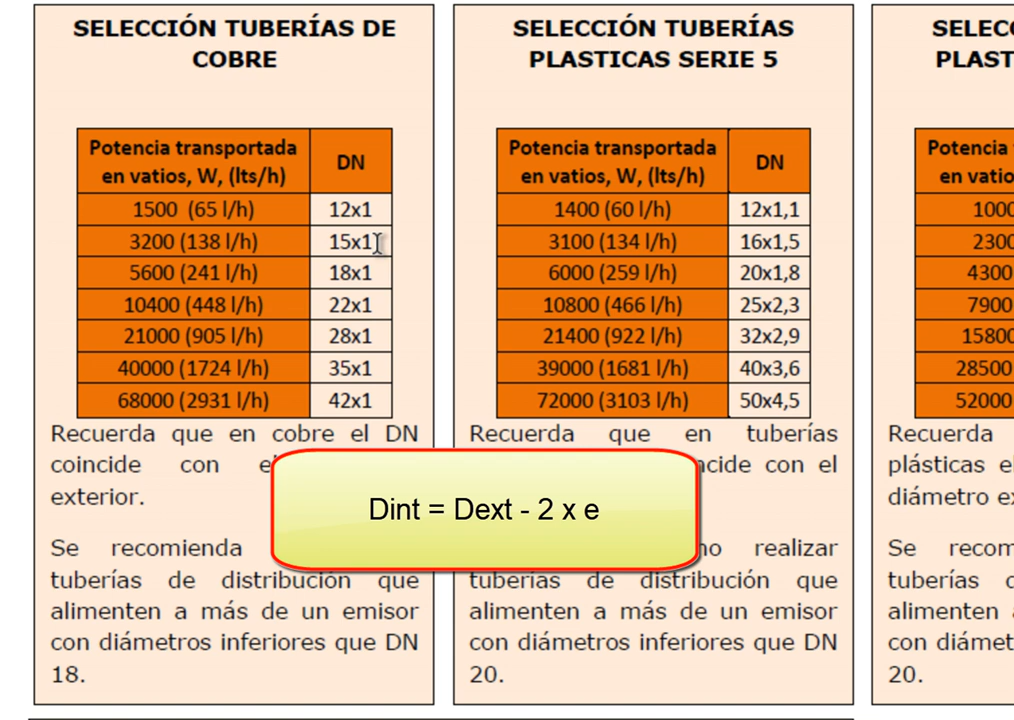 SELECCIÓN TUBERÍAS DE
COBRE
Potencia transportada
en vatios, W, (lts/h)
DN
1500 (65 l/h) 12x1
3200 (138 l/h) 15x1
5600 (241 l/h) 18x1
10400 (448 l/h) 22x1
21000 (905 l/h) 28x1
40000 (1724 l/h) 35x1
68000 (2931 l/h) 42x1
Recuerda que en cobre el DN
coincide con
exterior.
Se recomienda
tuberías de distribución que
alimenten a más de un emisor
con diámetros inferiores que DN
18.
SELECCIÓN TUBERÍAS
PLASTICAS SERIE 5
Potencia transportada
en vatios, W, (lts/h)
DN
1400 (60 l/h) 12x1,1
3100 (134 l/h) 16x1,5
6000 (259 l/h) 20x1,8
10800 (466 l/h) 25x2,3
21400 (922 l/h) 32x2,9
39000 (1681 l/h) 40x3,6
72000 (3103 l/h) 50x4,5
Recuerda que en tuberías
con el
realizar
tuberías de distribución que
alimenten a más de un emisor
con diámetros inferiores que DN
20.
Dint = Dext - 2 x e
SELEC
PLAST
Potencia
en vatio
1000
2300
4300
7900
15800
28500
52000
Recuerda
plásticas
diámetro
Se recom
tuberías
alimenten
con diámet
20.